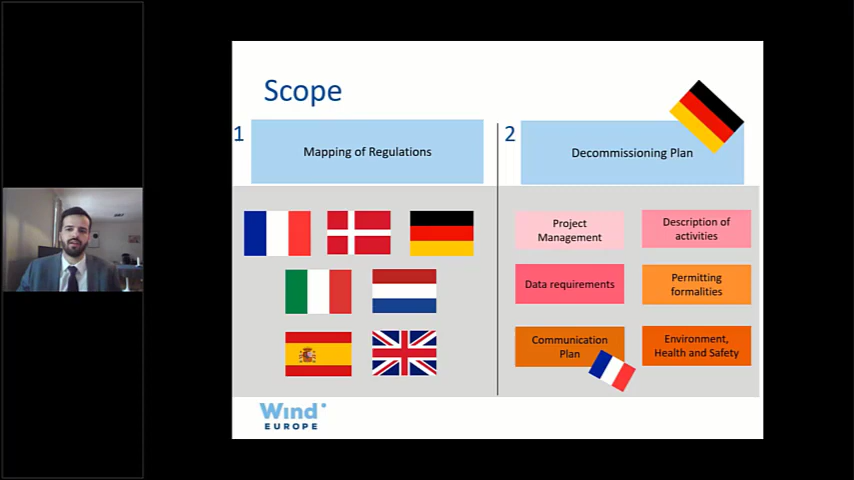 Scope
1
Mapping of Regulations
2
Decommissioning Plan
Project
Management
Description of
activities
Data requirements
Permitting
formalities
Communication
Plan
Environment,
Health and Safety
Wind
EUROPE